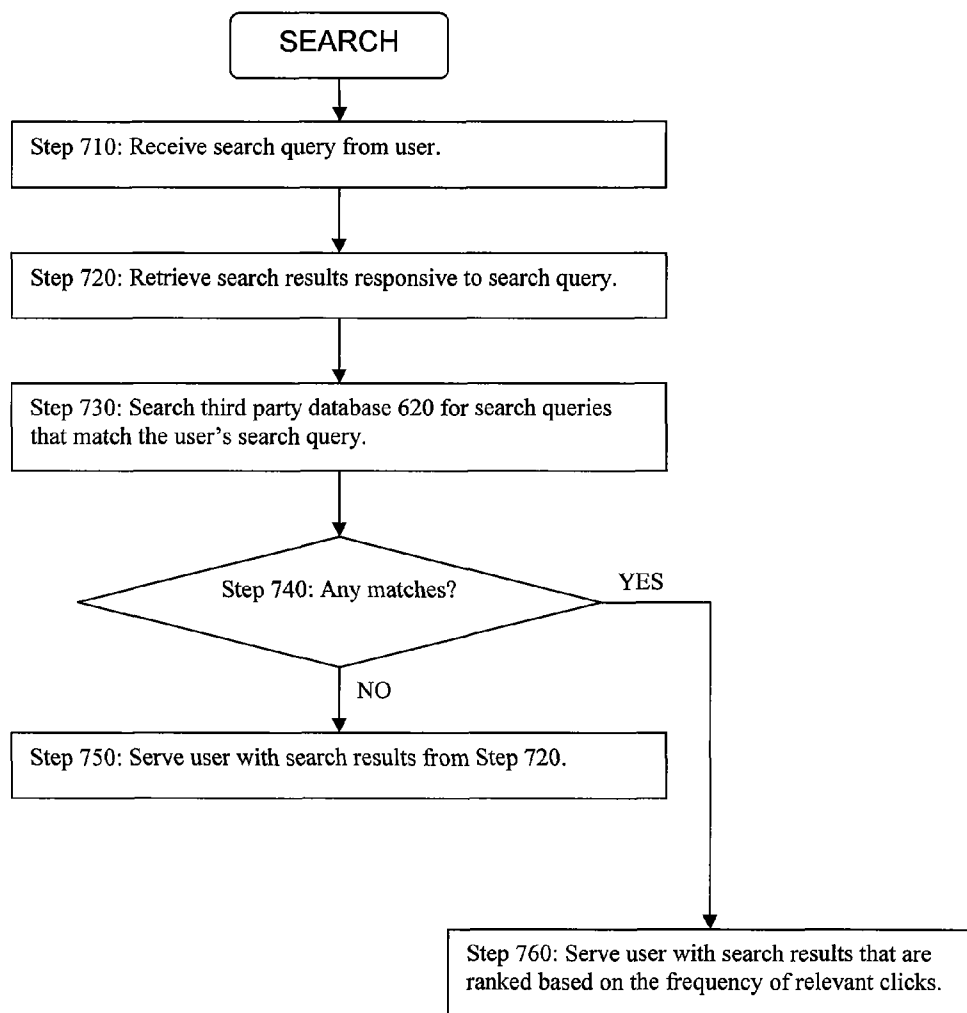 SEARCH
Step 710: Receive search query from user.
Step 720: Retrieve search results responsive to search query.
Step 730: Search third party database 620 for search queries
that match the user's search query.
Step 740: Any matches?
YES
NO
Step 750: Serve user with search results from Step 720.
Step 760: Serve user with search results that are
ranked based on the frequency of relevant clicks.